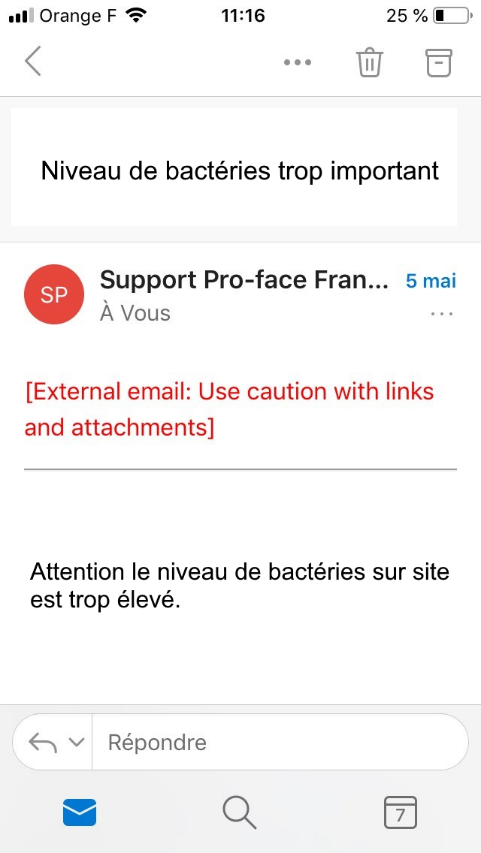 Orange F 11:16 25 %
Niveau de bactéries trop important
SP
Support Pro-face Fran... 5 mai
À Vous
[External email: Use caution with links
and attachments]
Attention le niveau de bactéries sur site
est trop élevé.
Répondre
7